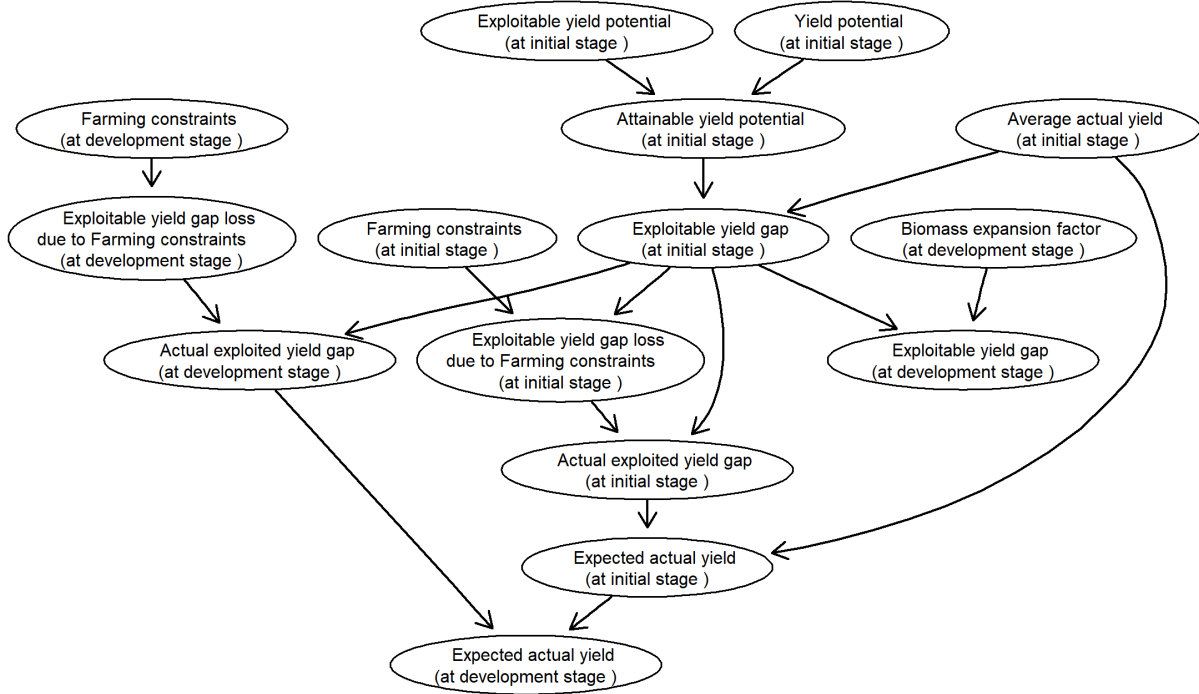 Exploitable yield potential
(at initial stage )
Yield potential
(at initial stage )
Farming constraints
(at development stage )
Attainable yield potential
(at initial stage )
Average actual yield
(at initial stage )
Exploitable yield gap loss
due to Farming constraints
(at development stage )
Farming constraints
(at initial stage )
Exploitable yield gap
(at initial stage )
Biomass expansion factor
(at development stage )
Actual exploited yield gap
(at development stage )
Exploitable yield gap loss
due to Farming constraints
(at initial stage )
Exploitable yield gap
(at development stage )
Actual exploited yield gap
(at initial stage )
Expected actual yield
(at initial stage )
Expected actual yield
(at development stage )